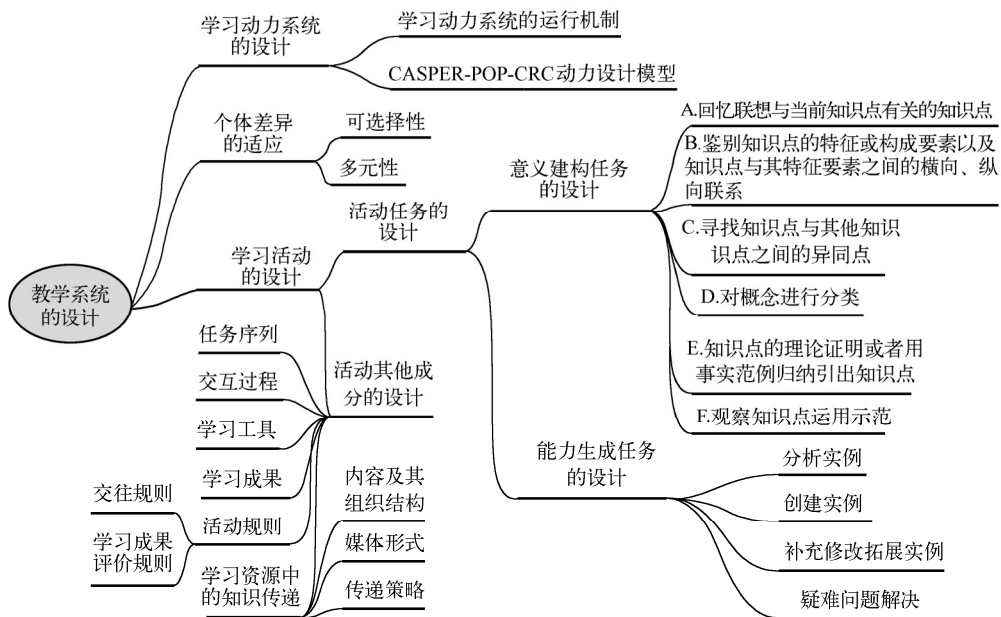 教学系统
的设计
学习动力系统
的设计
学习动力系统的运行机制
CASPER-POP-CRC动力设计模型
个体差异
的适应
可选择性
多元性
学习活动
的设计
活动任务的
设计
意义建构任务
的设计
A.回忆联想与当前知识点有关的知识点
B.鉴别知识点的特征或构成要素以及
知识点与其特征要素之间的横向、纵
向联系
C.寻找知识点与其他知识
识点之间的异同点
D.对概念进行分类
E.知识点的理论证明或者用
事实范例归纳引出知识点
F.观察知识点运用示范
能力生成任务
的设计
分析实例
创建实例
补充修改拓展实例
疑难问题解决
活动其他成
分的设计
任务序列
交互过程
学习工具
学习成果
活动规则
交往规则
学习成果
评价规则
学习资源中
的知识传递
内容及其
组织结构
媒体形式
传递策略